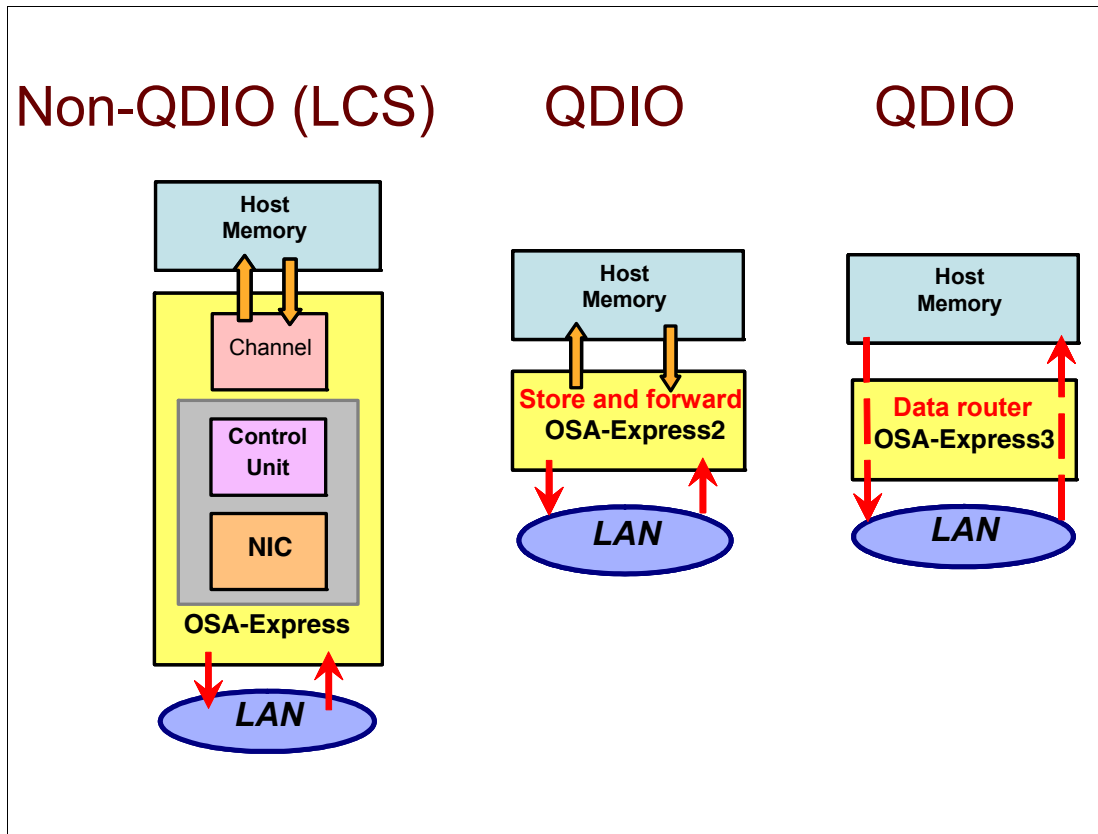 Non-QDIO (LCS)
QDIO
QDIO
Host
Memory
Channel
Control
Unit
NIC
OSA-Express
LAN
Host
Memory
Store and forward
OSA-Express2
LAN
Host
Memory
Data router
OSA-Express3
LAN